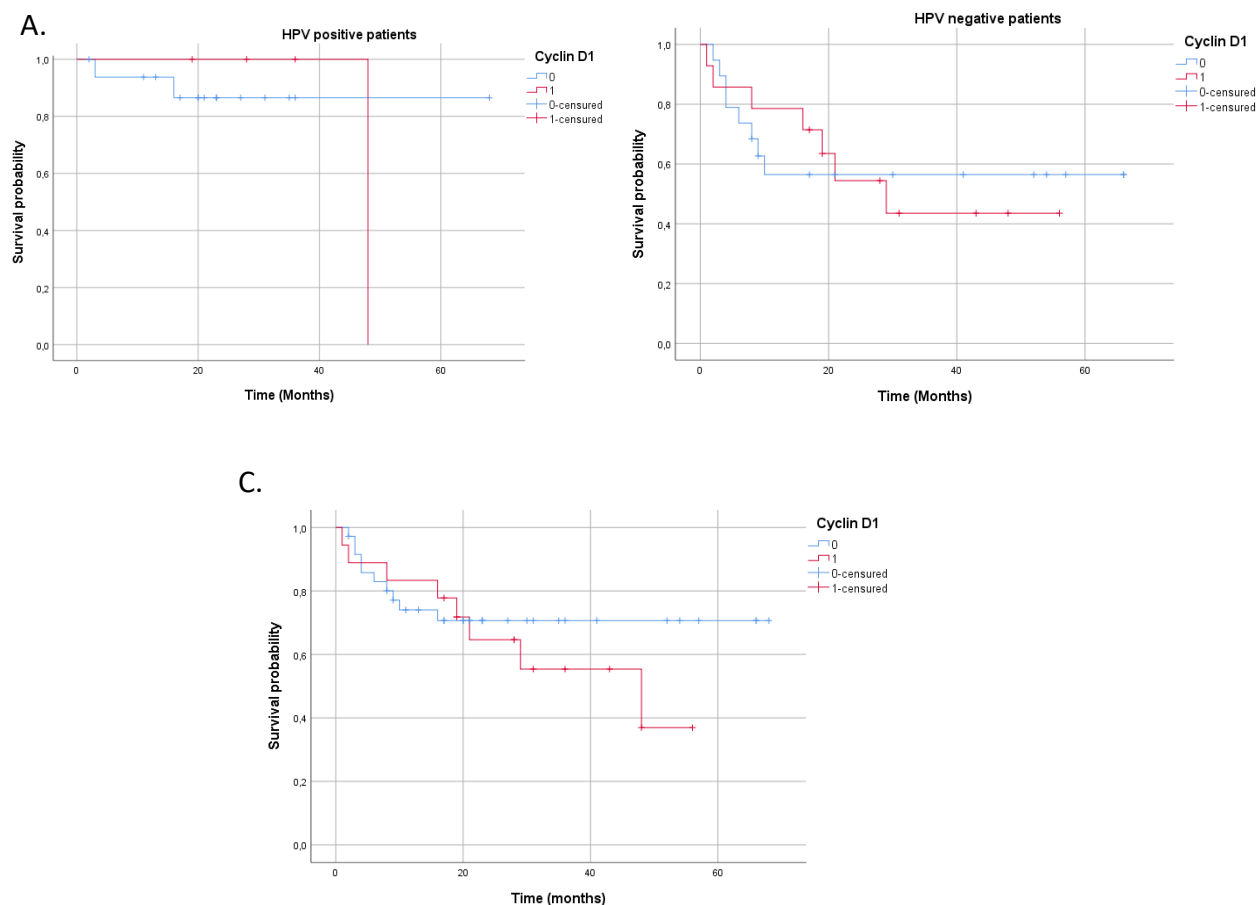 A.
HPV positive patients
Cyclin D1
0
1
0-censured
1-censured
Survival probability
1,0
0,8
0,6
0,4
0,2
0,0
0
20
40
60
Time (Months)
HPV negative patients
Cyclin D1
0
1
0-censured
1-censured
Survival probability
1,0
0,8
0,6
0,4
0,2
0,0
0
20
40
60
Time (Months)
C.
Cyclin D1
0
1
0-censured
1-censured
Survival probability
1,0
0,8
0,6
0,4
0,2
0,0
0
20
40
60
Time (months)